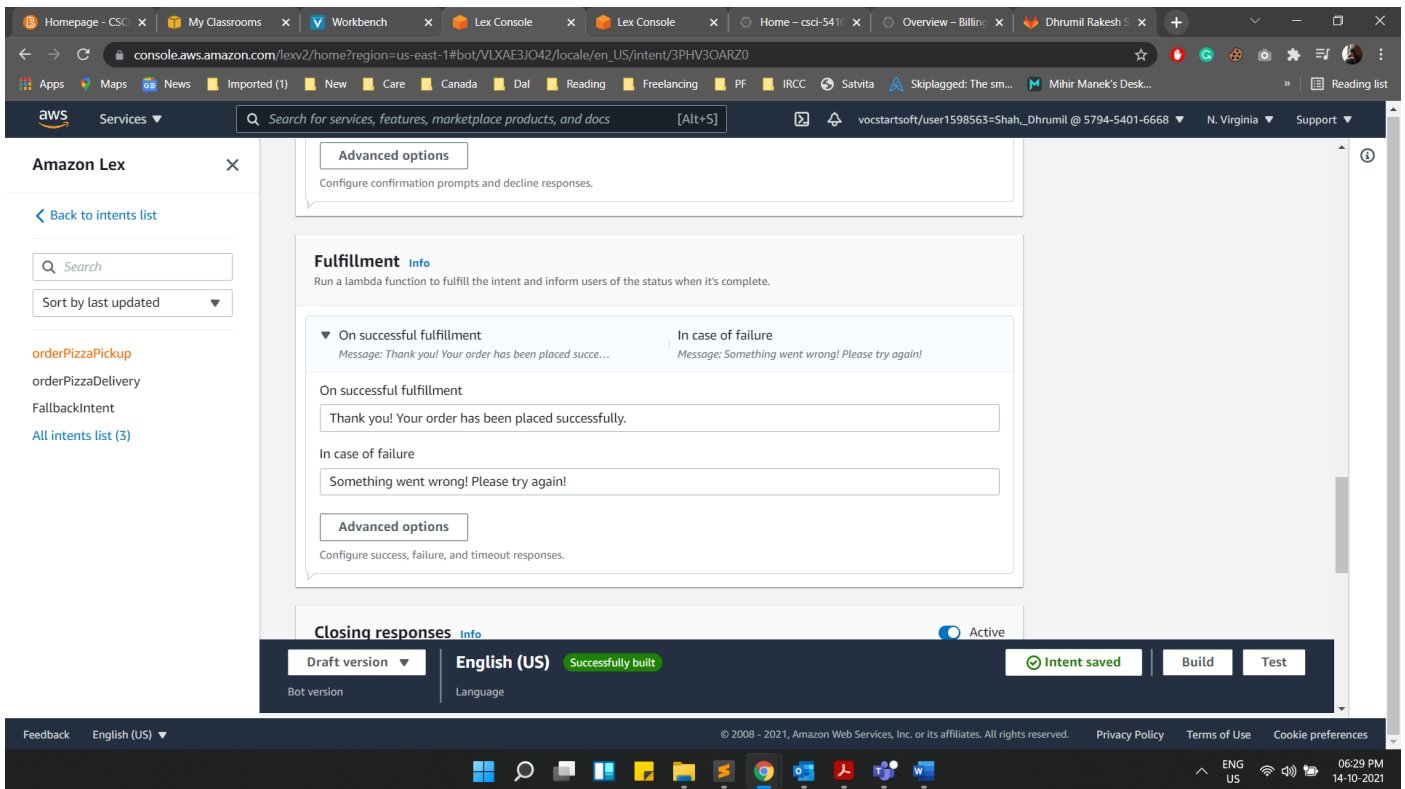 Homepage - CSCI
My Classrooms
Workbench
Lex Console
Lex Console
Home – csci-5410
Overview – Billing
Dhrumil Rakesh S
console.aws.amazon.com/lexv2/home?region=us-east-1#bot/VLXAE3JO42/locale/en_US/intent/3PHV3OARZ0
Apps Maps News Imported (1) New Care Canada Dal Reading Freelancing PF IRCC Satvita Skiplagged: The sm... Mihir Manek's Desk... » Reading list
aws Services ▼ Search for services, features, marketplace products, and docs [Alt+S] vocstartsoft/user1598563=Shah,_Dhrumil @ 5794-5401-6668 ▼ N. Virginia ▼ Support ▼
Amazon Lex
Back to intents list
Search
Sort by last updated
orderPizzaPickup
orderPizzaDelivery
FallbackIntent
All intents list (3)
Advanced options
Configure confirmation prompts and decline responses.
Fulfillment Info
Run a lambda function to fulfill the intent and inform users of the status when it's complete.
On successful fulfillment
Message: Thank you! Your order has been placed succe...
In case of failure
Message: Something went wrong! Please try again!
On successful fulfillment
Thank you! Your order has been placed successfully.
In case of failure
Something went wrong! Please try again!
Advanced options
Configure success, failure, and timeout responses.
Closing responses Info
Active
Draft version ▼
Bot version
English (US) Successfully built
Language
Intent saved
Build
Test
Feedback English (US) ▼ © 2008 - 2021, Amazon Web Services, Inc. or its affiliates. All rights reserved. Privacy Policy Terms of Use Cookie preferences
ENG
US
06:29 PM
14-10-2021